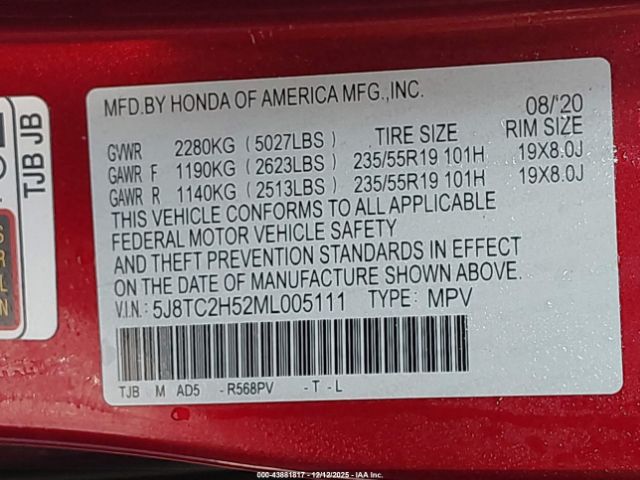 MFD.BY HONDA OF AMERICA MFG.,INC.
08/'20
GVWR 2280KG (5027LBS) TIRE SIZE RIM SIZE
GAWR F 1190KG (2623LBS) 235/55R19 101H 19X8.0J
GAWR R 1140KG (2513LBS) 235/55R19 101H 19X8.0J
THIS VEHICLE CONFORMS TO ALL APPLICABLE
FEDERAL MOTOR VEHICLE SAFETY
AND THEFT PREVENTION STANDARDS IN EFFECT
ON THE DATE OF MANUFACTURE SHOWN ABOVE.
V.I.N.: 5J8TC2H52ML005111 TYPE: MPV
TJB M AD5 -R568PV -T-L
TJB JB
000-43881817 - 12/12/2025 - IAA Inc.